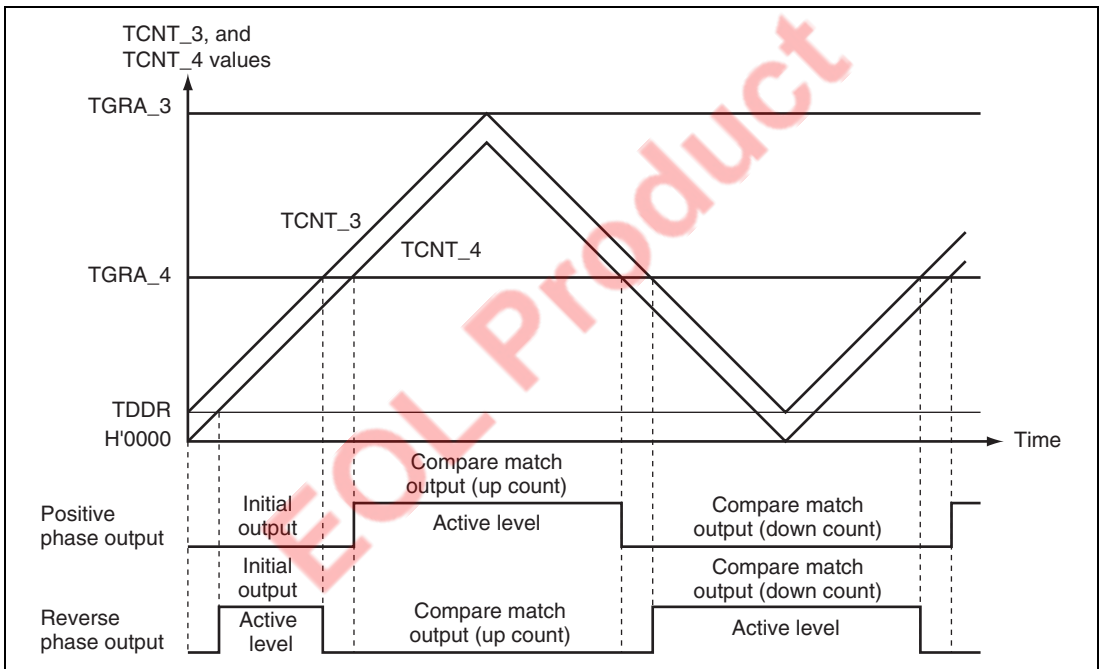 TCNT_3, and
TCNT_4 values
TGRA_3
TCNT_3
TCNT_4
TGRA_4
TDDR
H'0000
Time
EOL Product
Positive
phase output
Initial
output
Compare match
output (up count)
Active level
Compare match
output (down count)
Reverse
phase output
Initial
output
Active
level
Compare match
output (up count)
Compare match
output (down count)
Active level